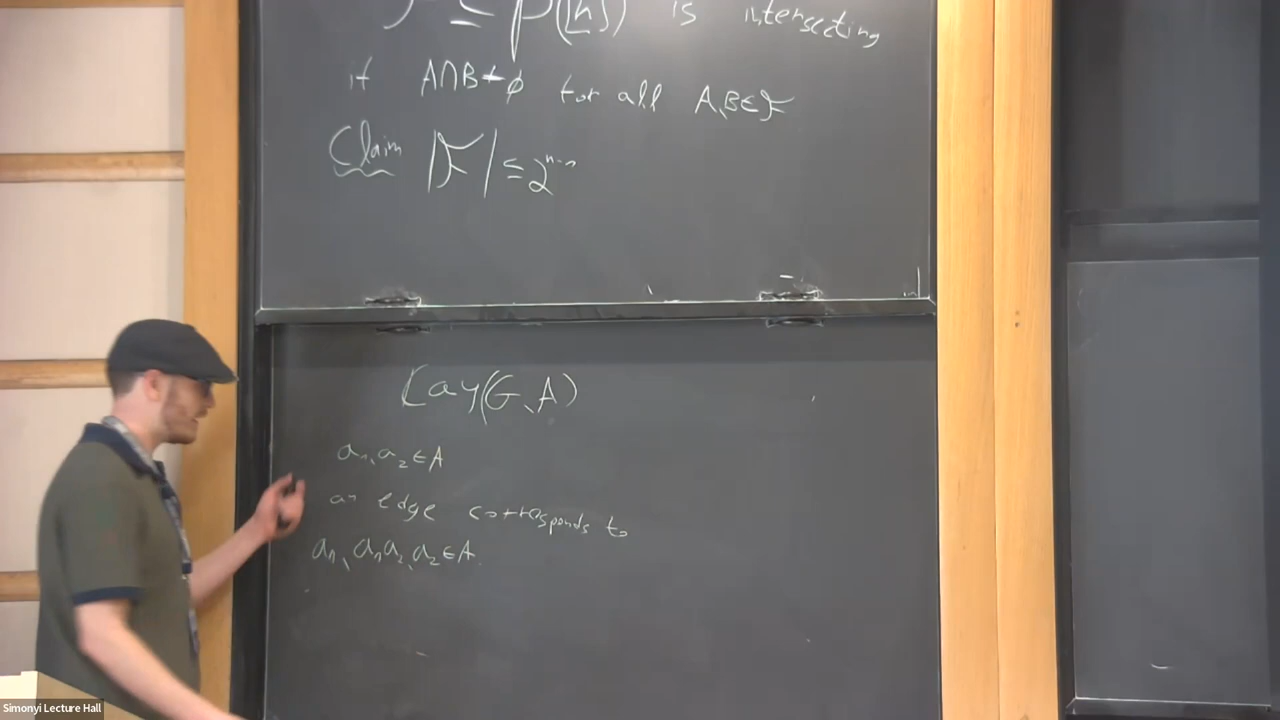 F ⊆ P([n]) is intersecting
if A∩B≠∅ for all A,B∈F
Claim |F| ≤ 2^{n-1}
Cay(G,A)
a₁,a₂∈A
an edge corresponds to
a₁,a₁a₂,a₂∈A.
Simonyi Lecture Hall